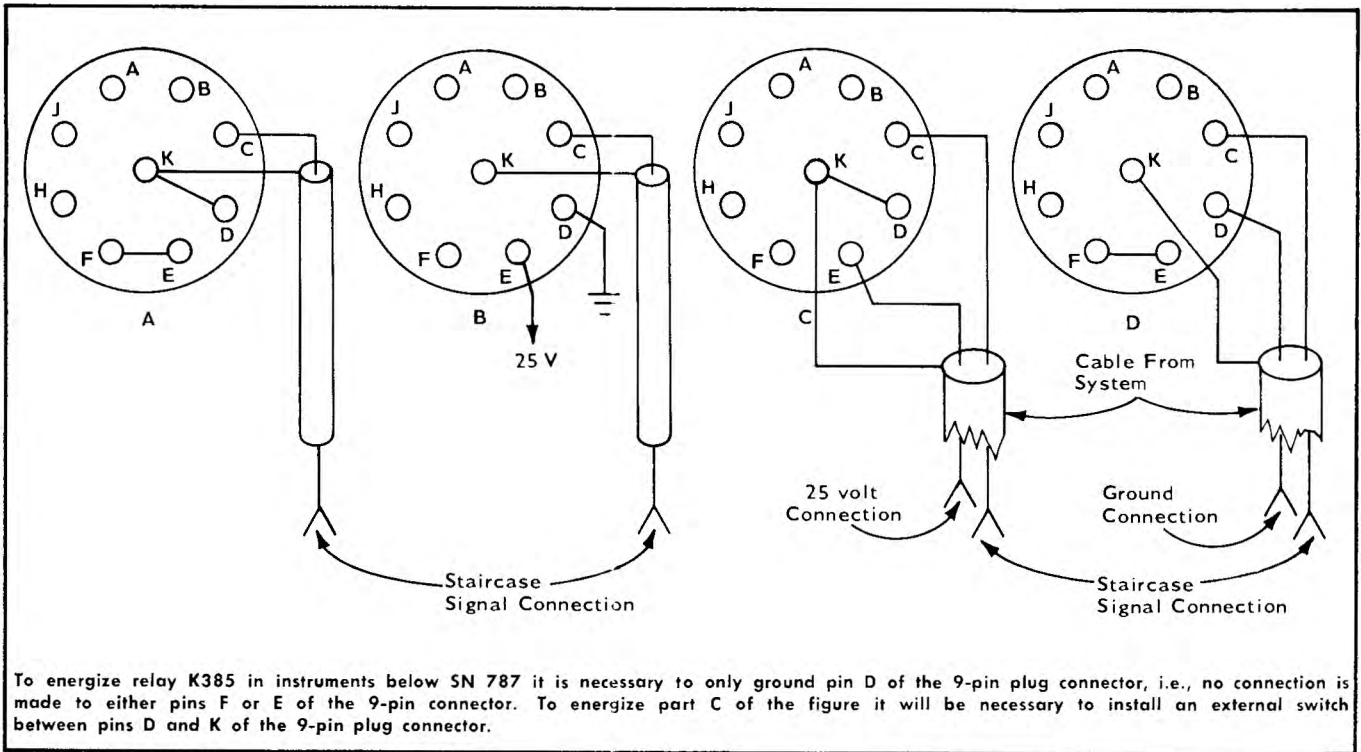 A
B
J
C
K
H
D
F
E
A
A
B
J
C
K
H
D
F
E
B
25 V
A
B
J
C
K
H
D
F
E
C
A
B
J
C
K
H
D
F
E
D
Cable From
System
25 volt
Connection
Ground
Connection
Staircase
Signal Connection
Staircase
Signal Connection
To energize relay K385 in instruments below SN 787 it is necessary to only ground pin D of the 9-pin plug connector, i.e., no connection is
made to either pins F or E of the 9-pin connector. To energize part C of the figure it will be necessary to install an external switch
between pins D and K of the 9-pin plug connector.